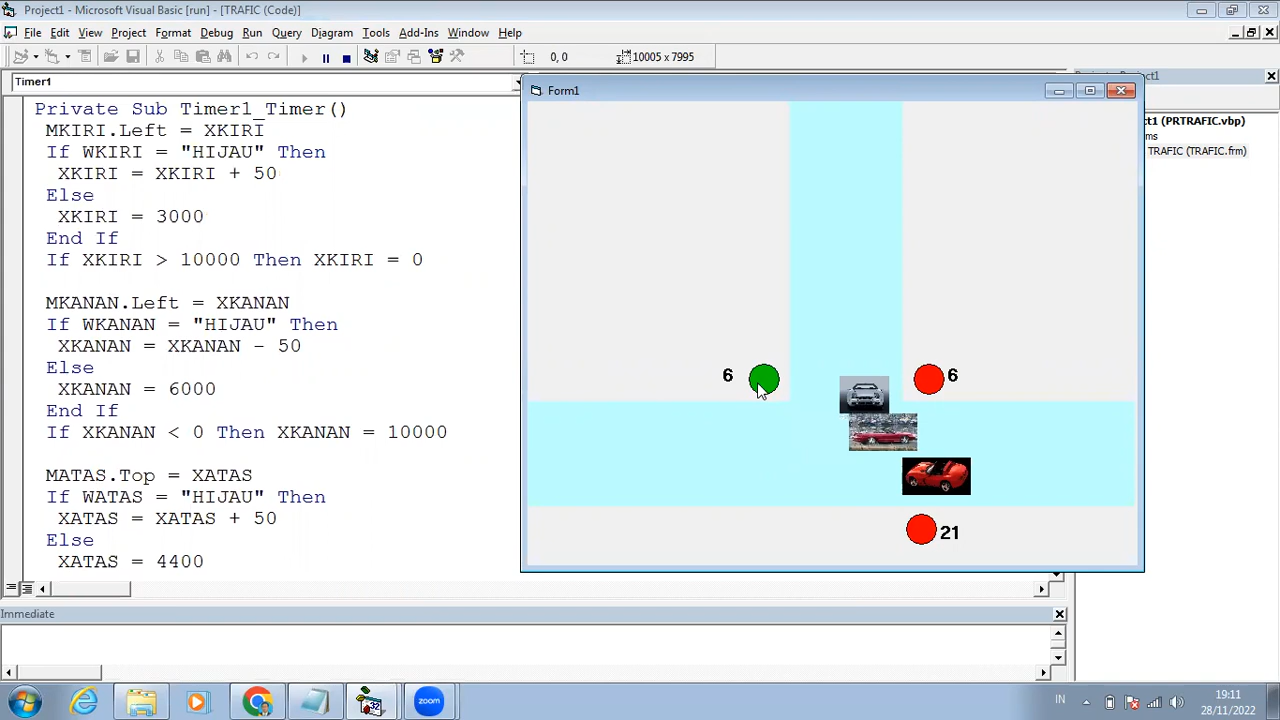 Project1 - Microsoft Visual Basic [run] - [TRAFIC (Code)]
File Edit View Project Format Debug Run Query Diagram Tools Add-Ins Window Help
0, 0
10005 x 7995
Timer1
Private Sub Timer1_Timer()
MKIRI.Left = XKIRI
If WKIRI = "HIJAU" Then
XKIRI = XKIRI + 50
Else
XKIRI = 3000
End If
If XKIRI > 10000 Then XKIRI = 0
MKANAN.Left = XKANAN
If WKANAN = "HIJAU" Then
XKANAN = XKANAN - 50
Else
XKANAN = 6000
End If
If XKANAN < 0 Then XKANAN = 10000
MATAS.Top = XATAS
If WATAS = "HIJAU" Then
XATAS = XATAS + 50
Else
XATAS = 4400
Form1
6
6
21
ct1 (PRTRAFIC.vbp)
ms
TRAFIC (TRAFIC.frm)
Immediate
32
zoom
IN
19:11
28/11/2022